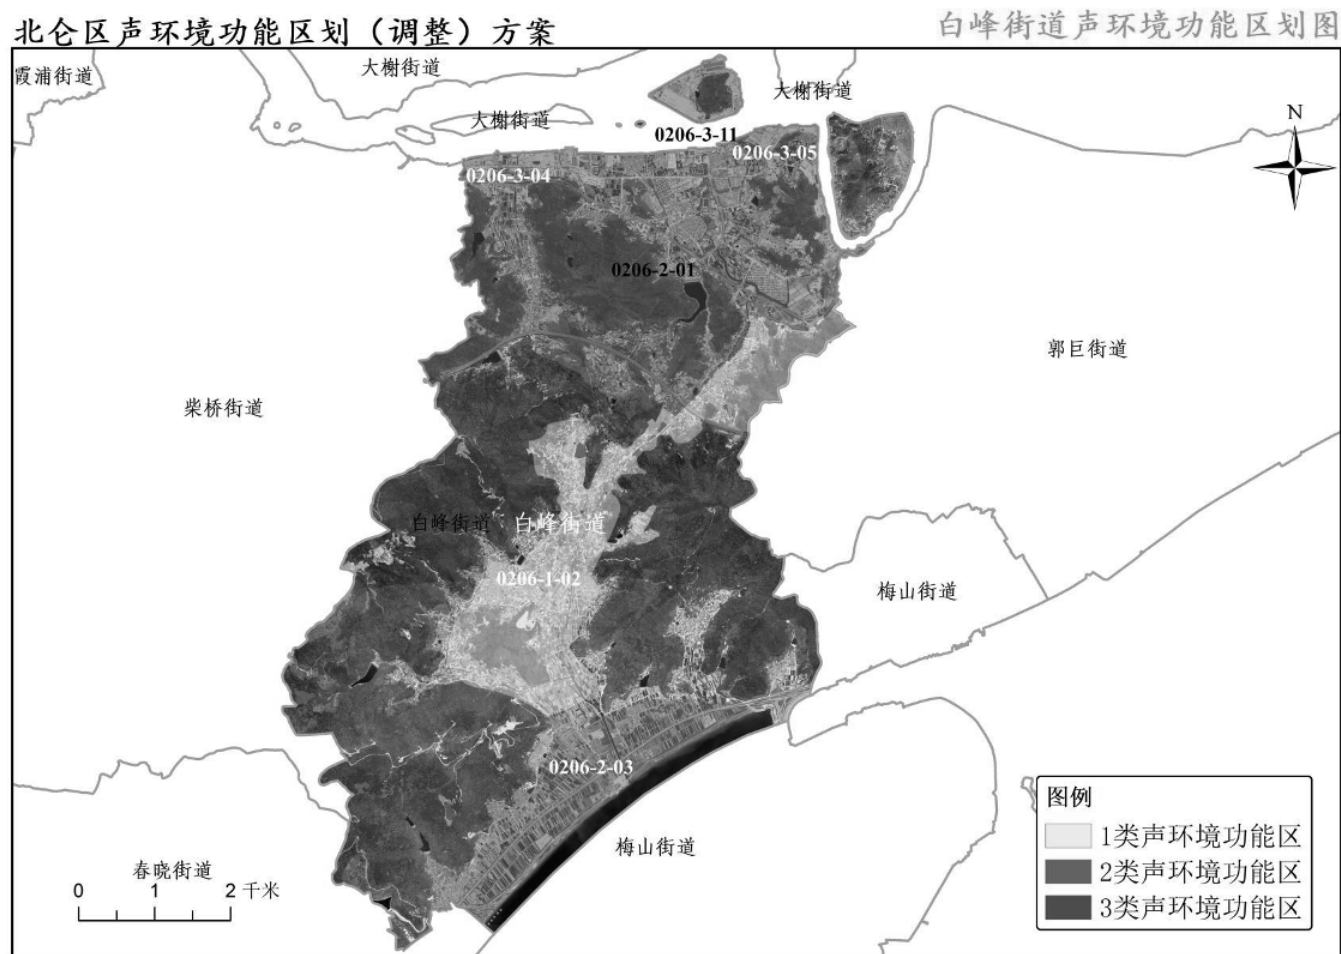 北仑区声环境功能区划（调整）方案
白峰街道声环境功能区划图
霞浦街道
大榭街道
大榭街道
大榭街道
0206-3-11
0206-3-05
0206-3-04
N
0206-2-01
郭巨街道
柴桥街道
白峰街道
白峰街道
0206-1-02
梅山街道
0206-2-03
梅山街道
春晓街道
0 1 2 千米
图例
1类声环境功能区
2类声环境功能区
3类声环境功能区